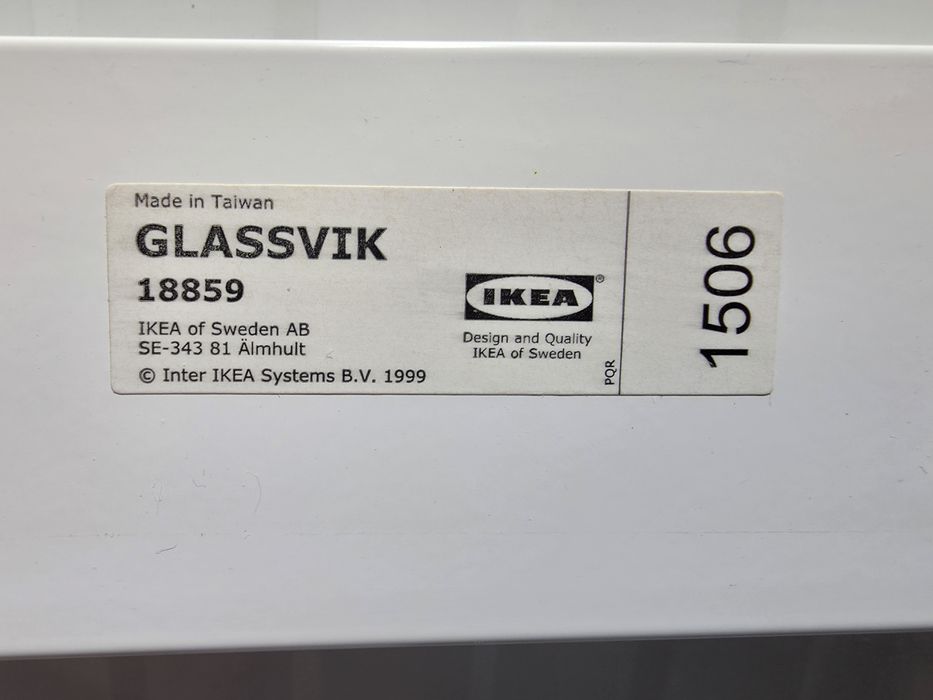 Made in Taiwan
GLASSVIK
18859
IKEA of Sweden AB
SE-343 81 Älmhult
© Inter IKEA Systems B.V. 1999
IKEA®
Design and Quality
IKEA of Sweden
PQR
1506